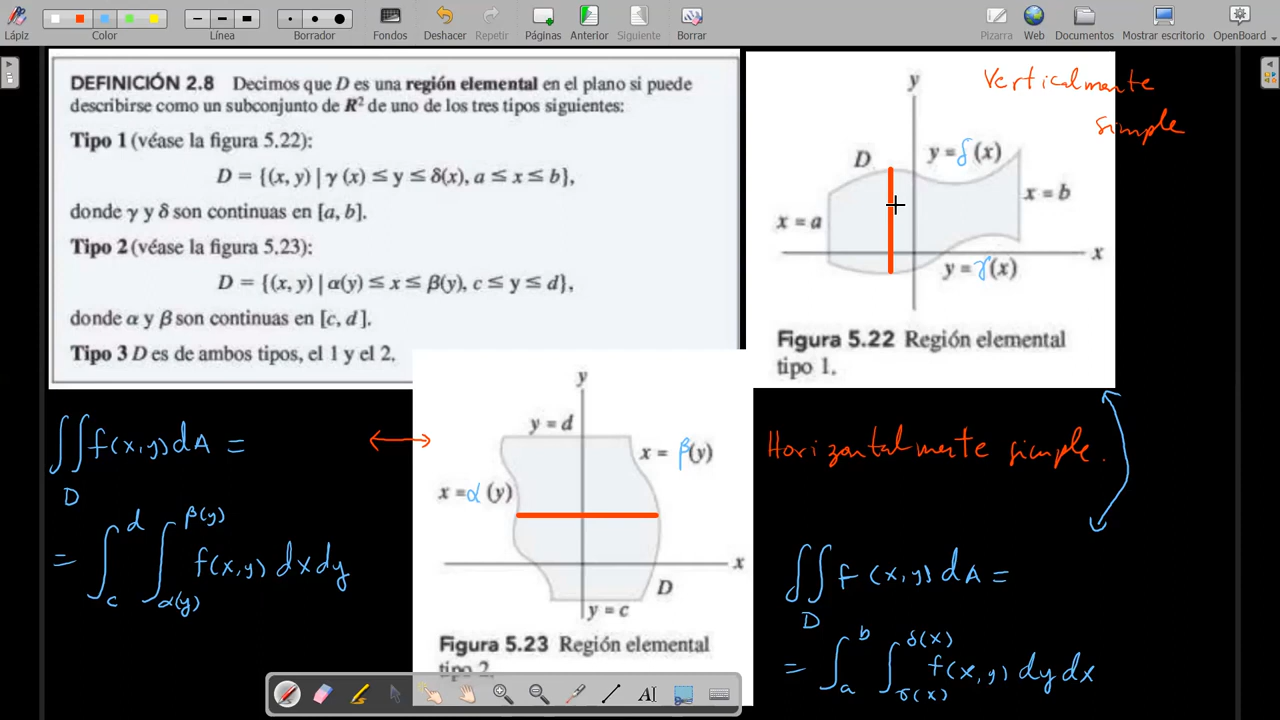 Lápiz Color Línea Borrador Fondos Deshacer Repetir Páginas Anterior Siguiente Borrar Pizarra Web Documentos Mostrar escritorio OpenBoard
DEFINICIÓN 2.8 Decimos que D es una región elemental en el plano si puede
describirse como un subconjunto de R² de uno de los tres tipos siguientes:
Tipo 1 (véase la figura 5.22):
D = {(x, y) | γ (x) ≤ y ≤ δ(x), a ≤ x ≤ b},
donde γ y δ son continuas en [a, b].
Tipo 2 (véase la figura 5.23):
D = {(x, y) | α(y) ≤ x ≤ β(y), c ≤ y ≤ d},
donde α y β son continuas en [c, d].
Tipo 3 D es de ambos tipos, el 1 y el 2.
Verticalmente
simple
y
D
y = δ (x)
x = b
x = a
x
y = γ(x)
Figura 5.22 Región elemental
tipo 1.
∫∫ f(x,y) dA =
D
= ∫ c d ∫ α(y) β(y) f(x,y) dx dy
y
y = d
x = β(y)
x = α (y)
x
D
y = c
Figura 5.23 Región elemental
tipo 2.
Horizontalmente simple.
∫∫ f (x,y) dA =
D
= ∫ a b ∫ γ(x) δ(x) f(x,y) dy dx